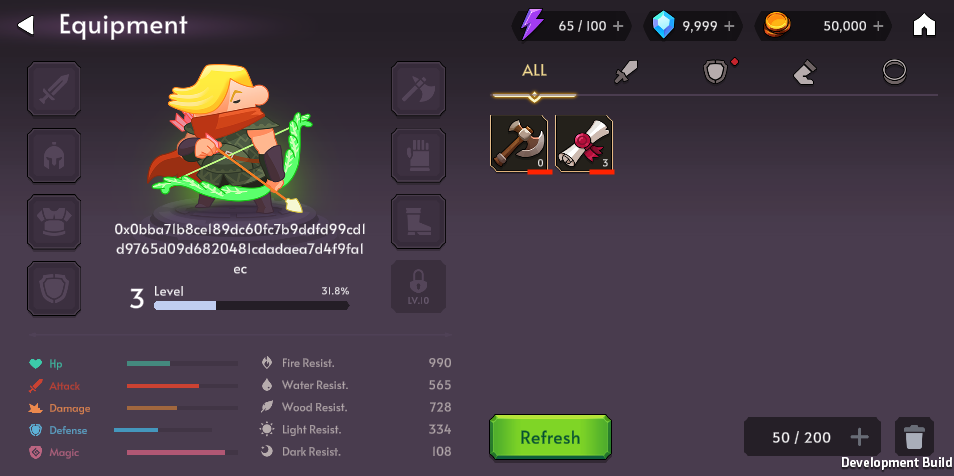 Equipment
65 / 100 +
9,999 +
50,000 +
ALL
0
3
0x0bba71b8ce189dc60fc7b9ddfd99cd1
d9765d09d6820481cdadaea7d4f9fa1
ec
3
Level
31.8%
LV.10
Hp
Attack
Damage
Defense
Magic
Fire Resist. 990
Water Resist. 565
Wood Resist. 728
Light Resist. 334
Dark Resist. 108
Refresh
50 / 200 +
Development Build